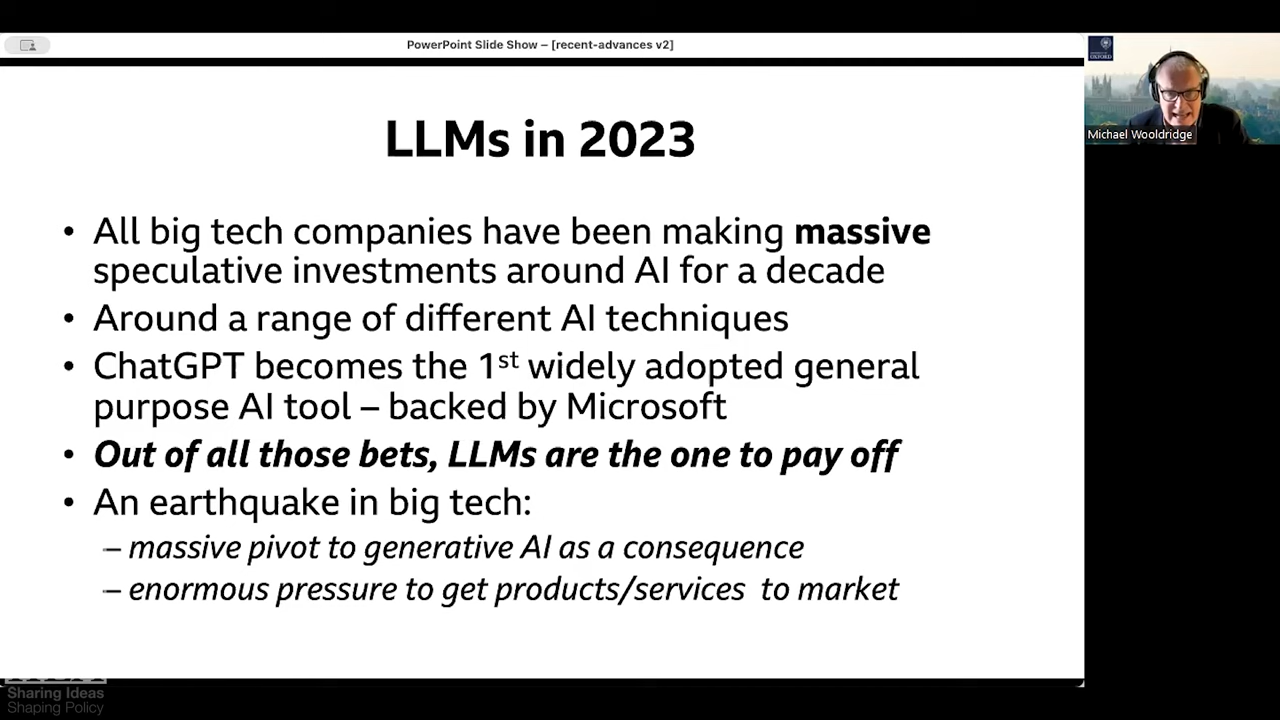 PowerPoint Slide Show – [recent-advances v2]
LLMs in 2023
• All big tech companies have been making massive
speculative investments around AI for a decade
• Around a range of different AI techniques
• ChatGPT becomes the 1st widely adopted general
purpose AI tool – backed by Microsoft
• Out of all those bets, LLMs are the one to pay off
• An earthquake in big tech:
– massive pivot to generative AI as a consequence
– enormous pressure to get products/services to market
OXFORD
Michael Wooldridge
Sharing Ideas
Shaping Policy